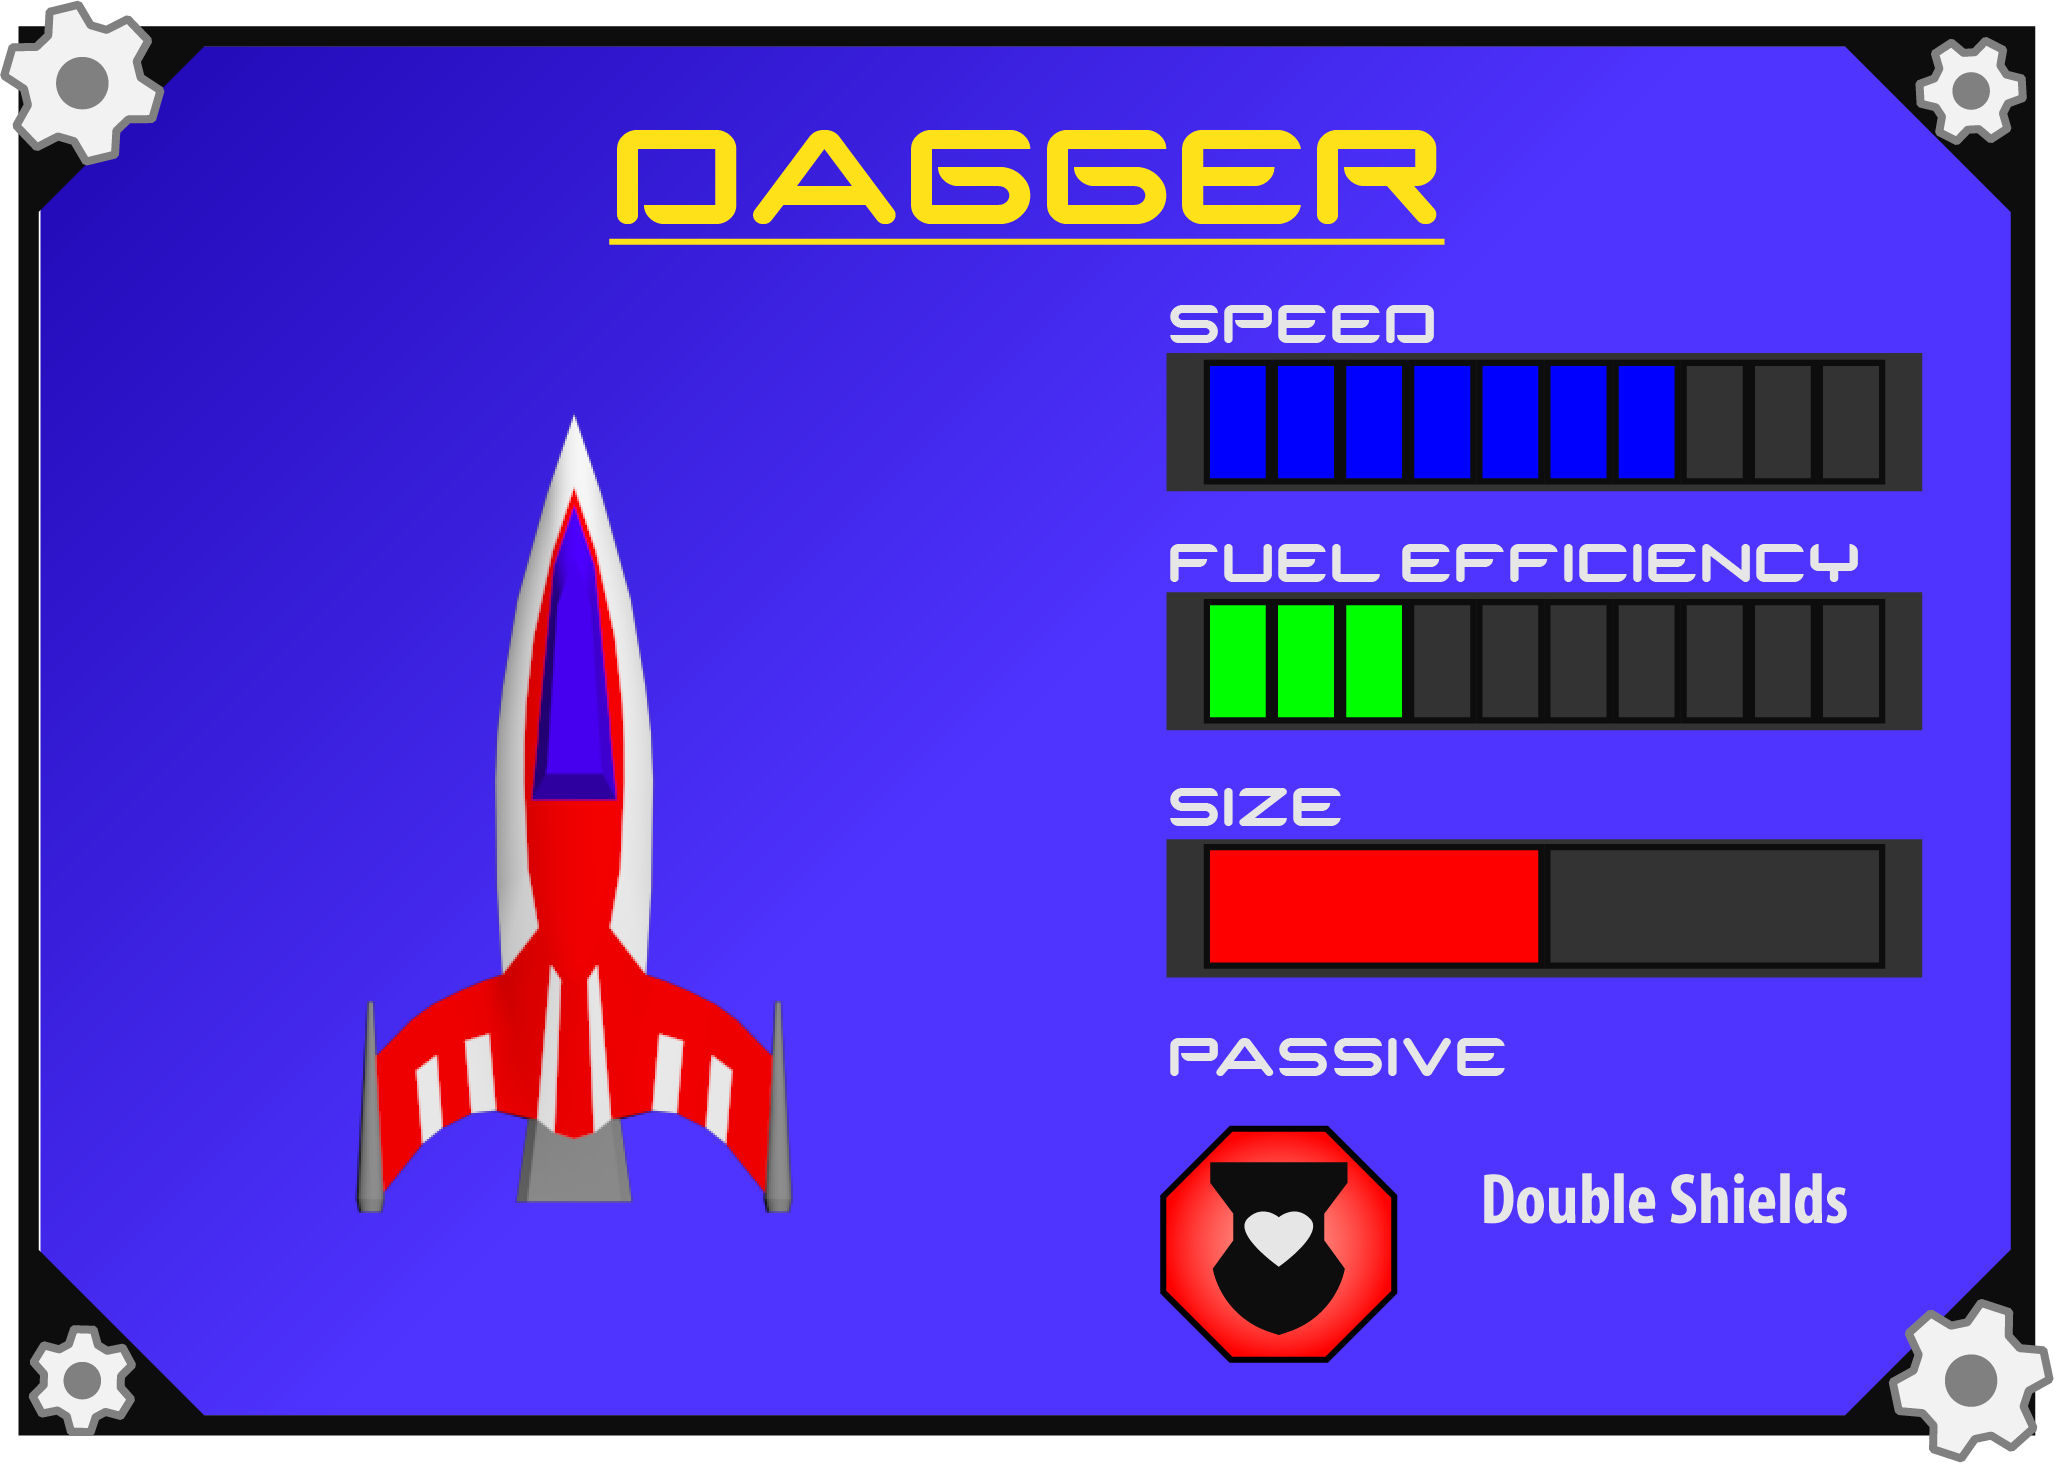 DAGGER
SPEED
FUEL EFFICIENCY
SIZE
PASSIVE
Double Shields